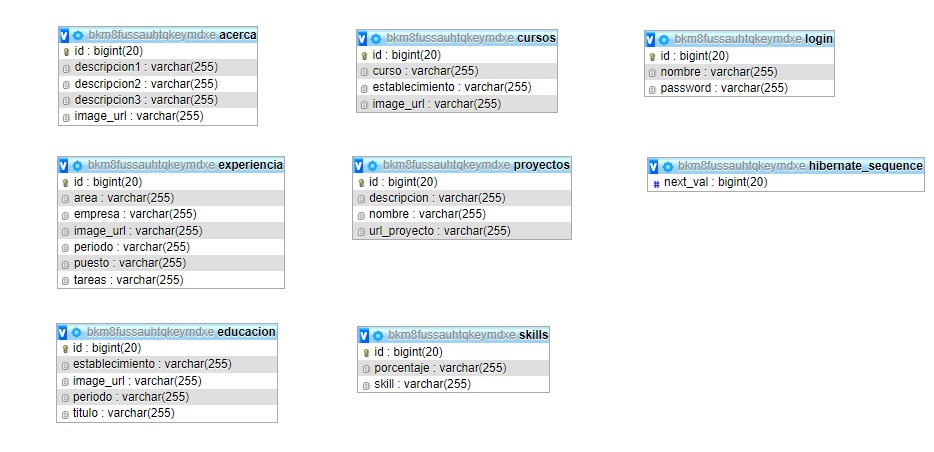 bkm8fussauhtqkeymdxe acerca
id : bigint(20)
descripcion1 : varchar(255)
descripcion2 : varchar(255)
descripcion3 : varchar(255)
image_url : varchar(255)
bkm8fussauhtqkeymdxe cursos
id : bigint(20)
curso : varchar(255)
establecimiento : varchar(255)
image_url : varchar(255)
bkm8fussauhtqkeymdxe login
id : bigint(20)
nombre : varchar(255)
password : varchar(255)
bkm8fussauhtqkeymdxe experiencia
id : bigint(20)
area : varchar(255)
empresa : varchar(255)
image_url : varchar(255)
periodo : varchar(255)
puesto : varchar(255)
tareas : varchar(255)
bkm8fussauhtqkeymdxe proyectos
id : bigint(20)
descripcion : varchar(255)
nombre : varchar(255)
url_proyecto : varchar(255)
bkm8fussauhtqkeymdxe hibernate_sequence
# next_val : bigint(20)
bkm8fussauhtqkeymdxe educacion
id : bigint(20)
establecimiento : varchar(255)
image_url : varchar(255)
periodo : varchar(255)
titulo : varchar(255)
bkm8fussauhtqkeymdxe skills
id : bigint(20)
porcentaje : varchar(255)
skill : varchar(255)